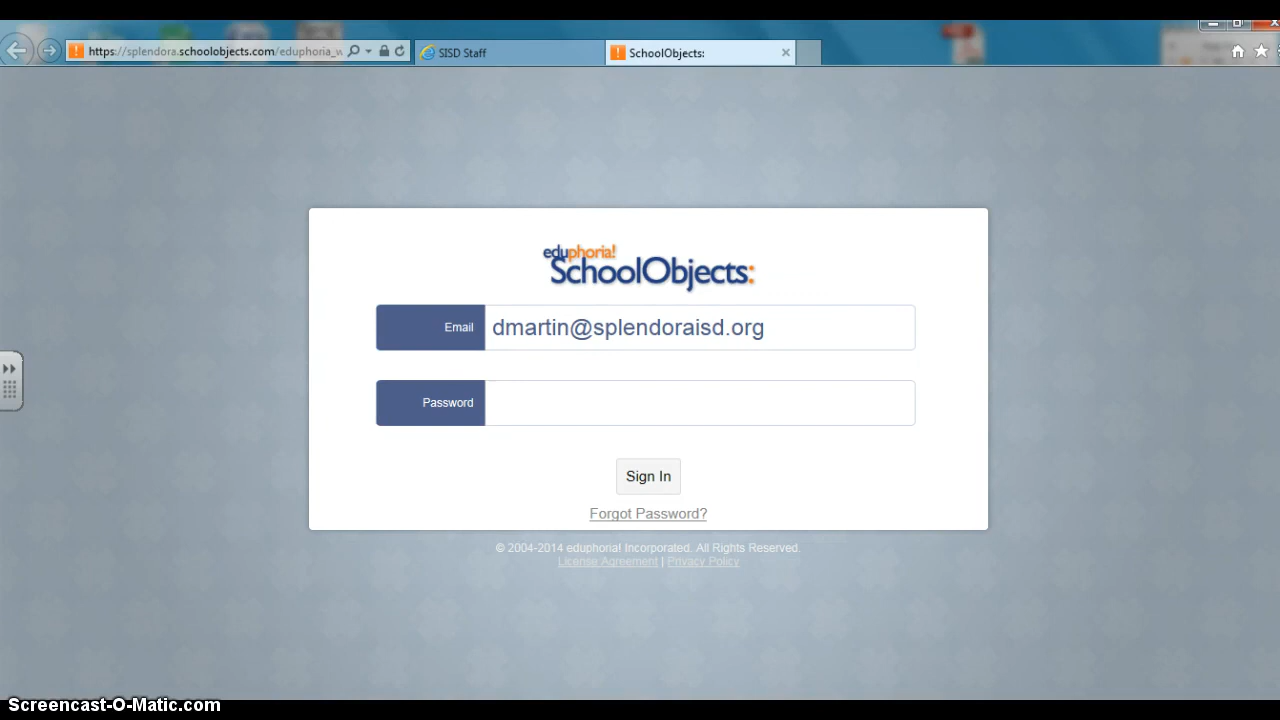 https://splendora.schoolobjects.com/eduphoria_w
SISD Staff
SchoolObjects:
eduphoria!
SchoolObjects:
Email
dmartin@splendoraisd.org
Password
Sign In
Forgot Password?
© 2004-2014 eduphoria! Incorporated. All Rights Reserved.
License Agreement | Privacy Policy
Screencast-O-Matic.com